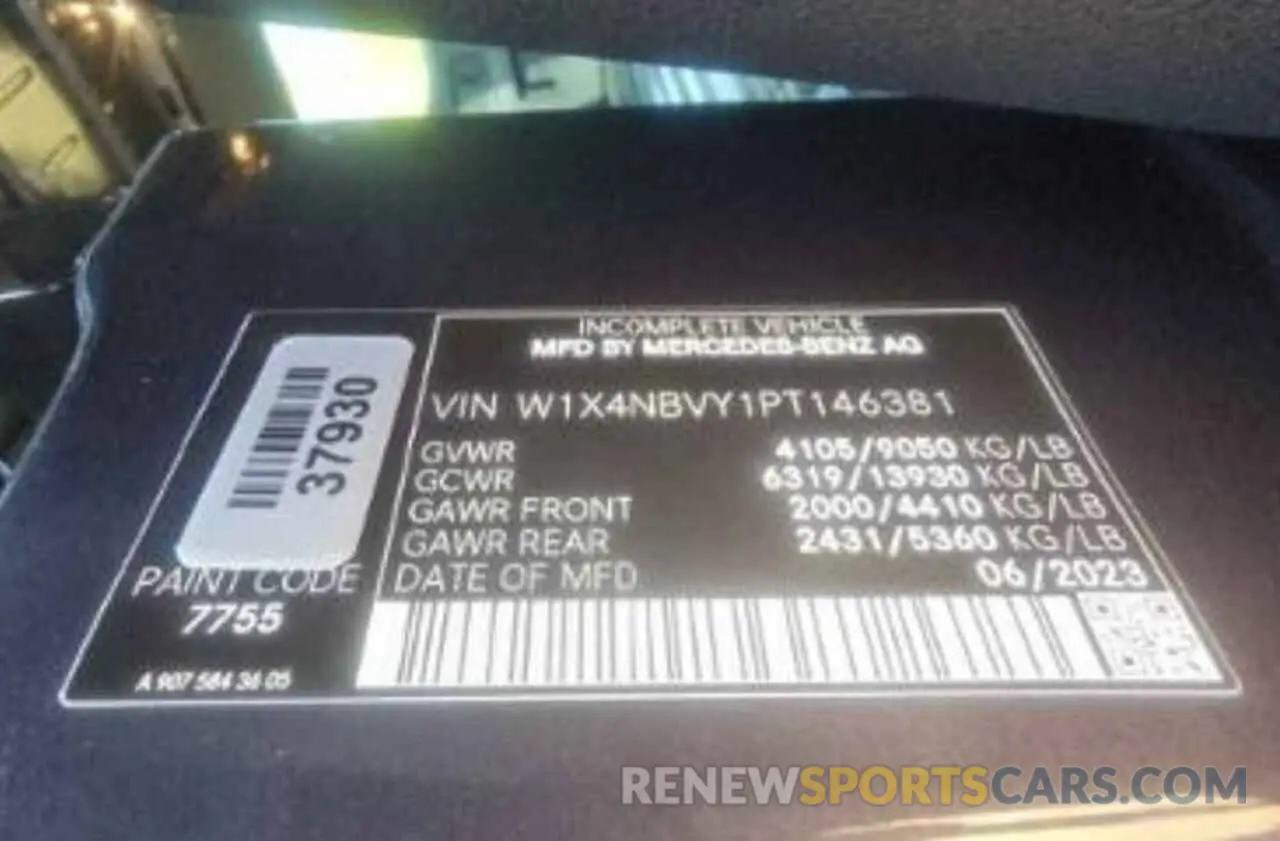 INCOMPLETE VEHICLE
MFD BY MERCEDES-BENZ AG
VIN W1X4NBVY1PT146381
GVWR 4105/9050 KG/LB
GCWR 6319/13930 KG/LB
GAWR FRONT 2000/4410 KG/LB
GAWR REAR 2431/5360 KG/LB
DATE OF MFD 06/2023
37930
PAINT CODE
7755
A 907 584 36 05
RENEWSPORTSCARS.COM